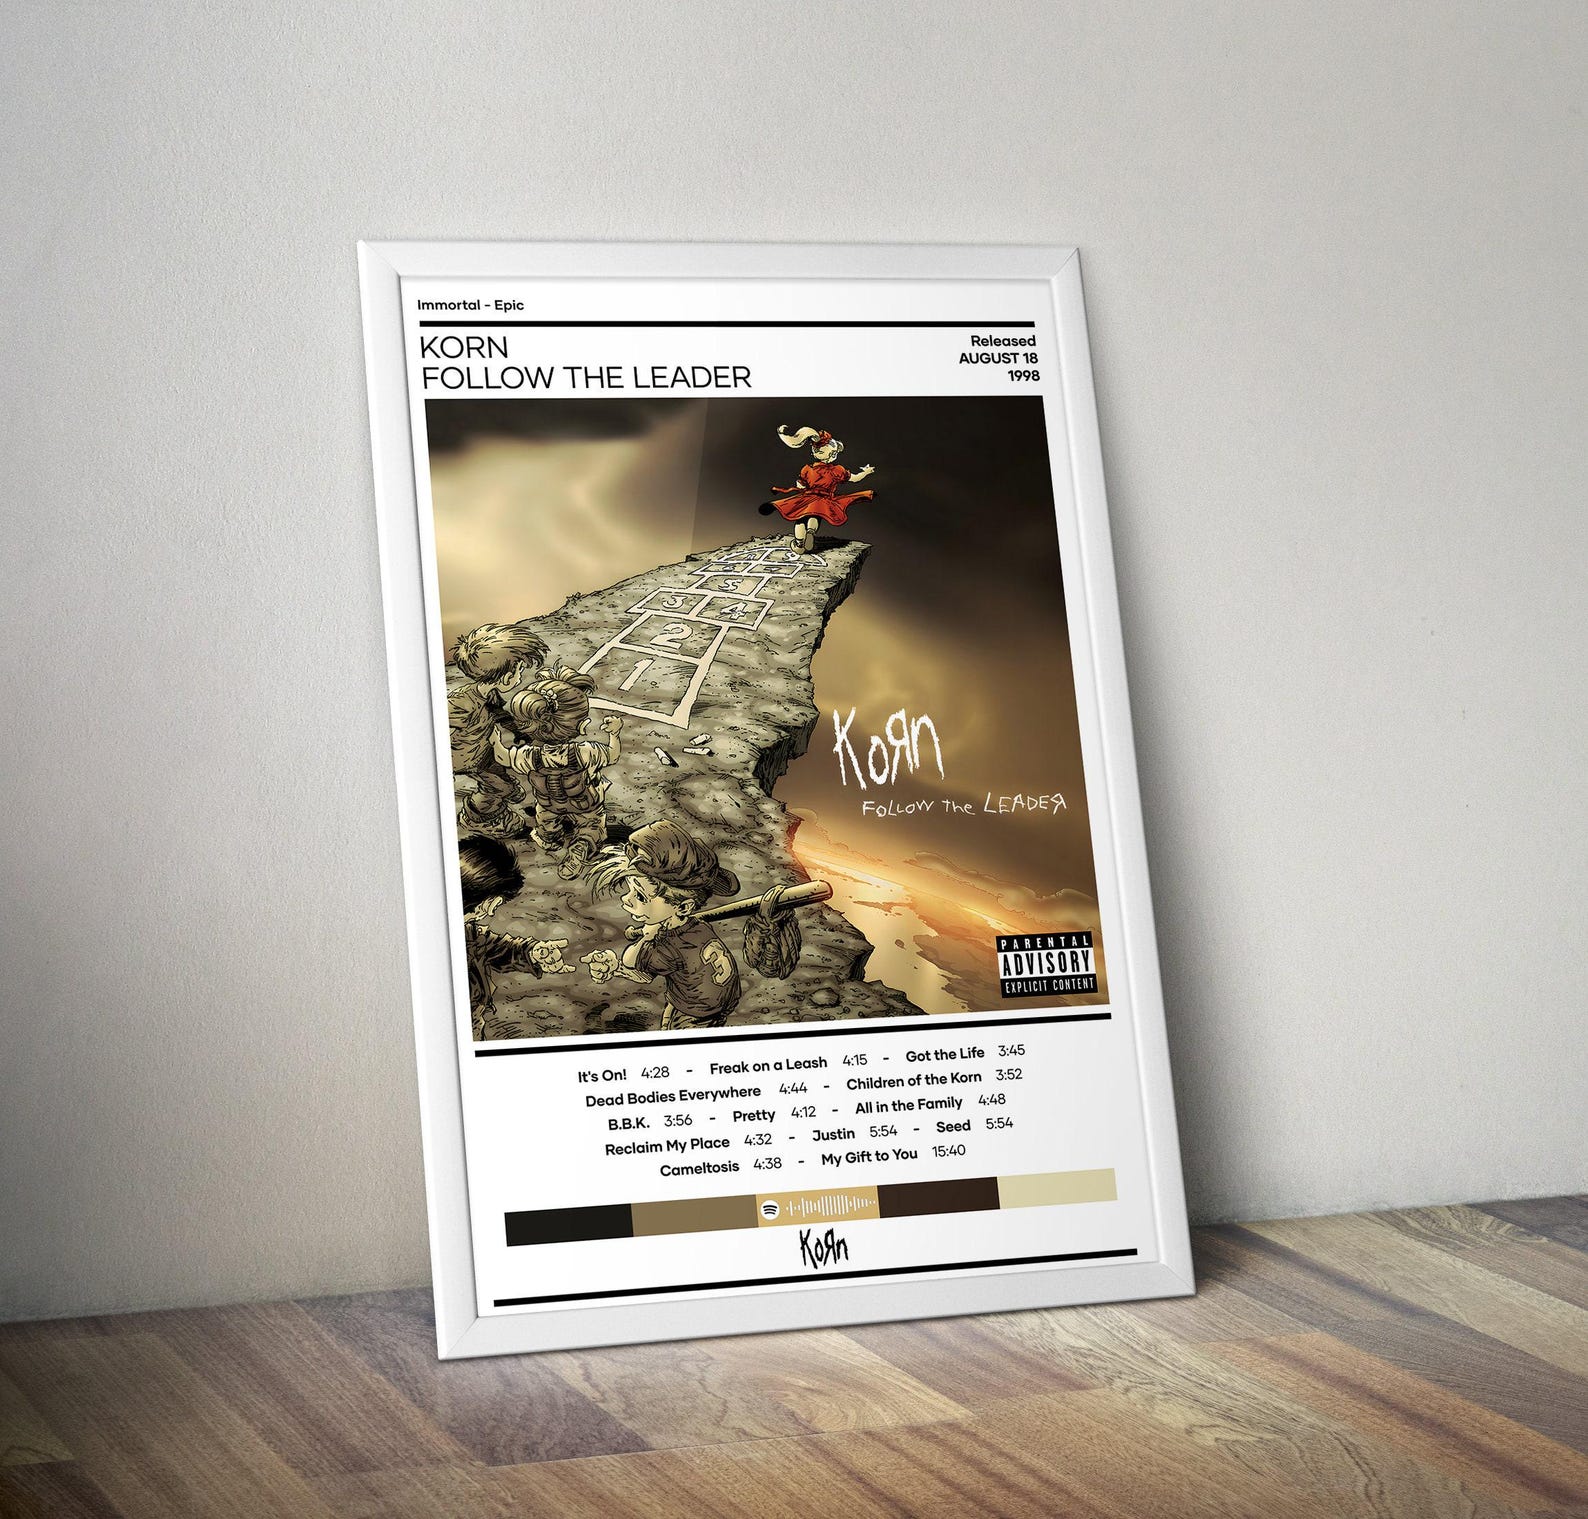 Immortal - Epic
KORN
FOLLOW THE LEADER
Released
AUGUST 18
1998
5
3 4
2
1
KoЯn
FoLLoW the LEADEЯ
3
PARENTAL
ADVISORY
EXPLICIT CONTENT
It's On! 4:28 - Freak on a Leash 4:15 - Got the Life 3:45
Dead Bodies Everywhere 4:44 - Children of the Korn 3:52
B.B.K. 3:56 - Pretty 4:12 - All in the Family 4:48
Reclaim My Place 4:32 - Justin 5:54 - Seed 5:54
Cameltosis 4:38 - My Gift to You 15:40
KoЯn